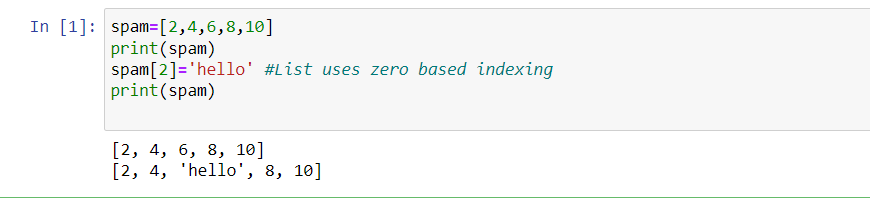 In [1]: spam=[2,4,6,8,10]
print(spam)
spam[2]='hello' #List uses zero based indexing
print(spam)
[2, 4, 6, 8, 10]
[2, 4, 'hello', 8, 10]